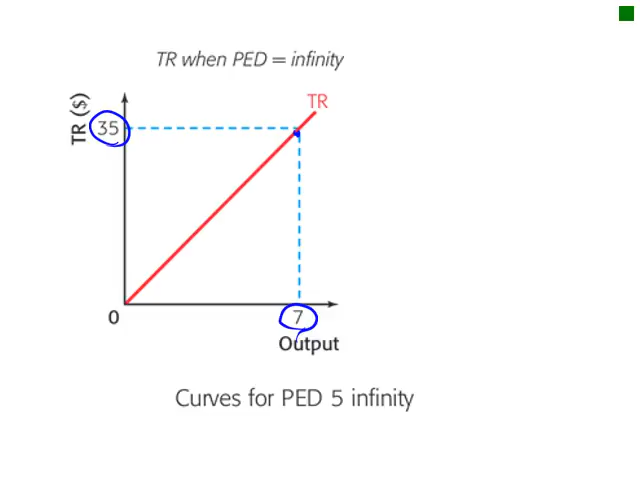 TR when PED = infinity
TR
TR ($)
35
0
7
Output
Curves for PED 5 infinity